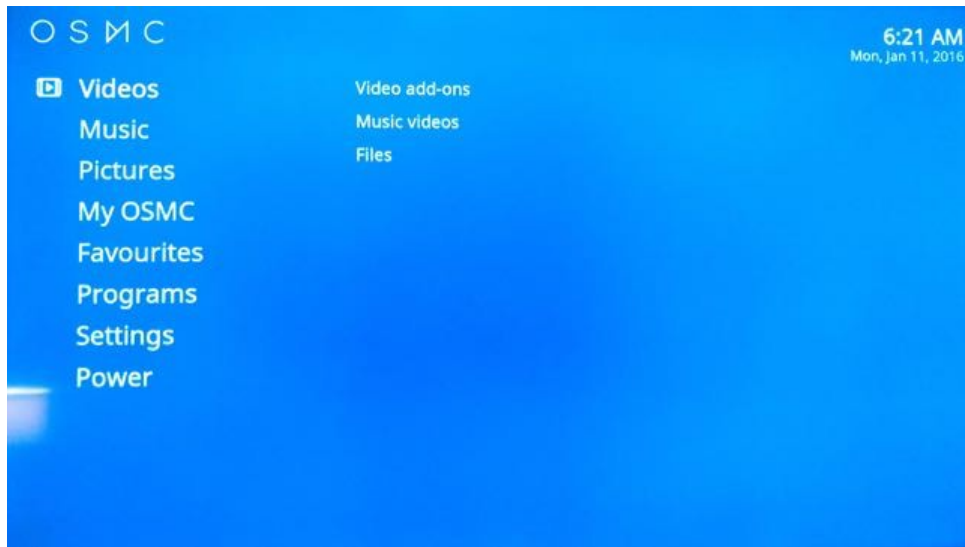 OSMC
6:21 AM
Mon, Jan 11, 2016
Videos
Music
Pictures
My OSMC
Favourites
Programs
Settings
Power
Video add-ons
Music videos
Files